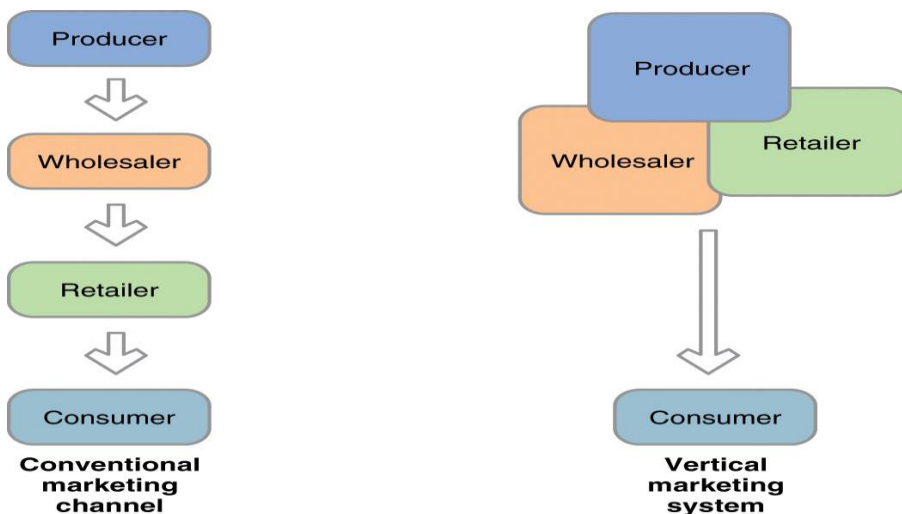 Producer
Wholesaler
Retailer
Consumer
Conventional
marketing
channel
Producer
Wholesaler
Retailer
Consumer
Vertical
marketing
system